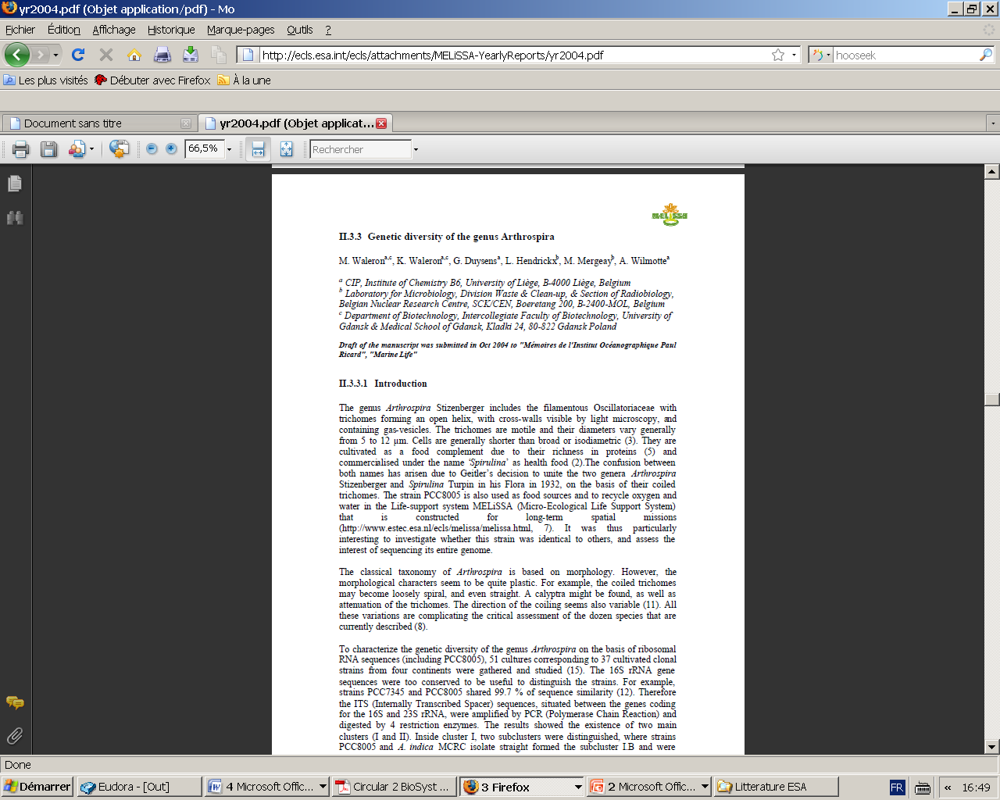 yr2004.pdf (Objet application/pdf) - Mo
Fichier Édition Affichage Historique Marque-pages Outils ?
http://ecls.esa.int/ecls/attachments/MELiSSA-YearlyReports/yr2004.pdf
hooseek
Les plus visités Débuter avec Firefox À la une
Document sans titre
yr2004.pdf (Objet applicat...
66,5%
Rechercher
MELiSSA
II.3.3 Genetic diversity of the genus Arthrospira
M. Waleron^a,c, K. Waleron^a,c, G. Duysens^a, L. Hendrickx^b, M. Mergeay^b, A. Wilmotte^a
^a CIP, Institute of Chemistry B6, University of Liège, B-4000 Liège, Belgium
^b Laboratory for Microbiology, Division Waste & Clean-up, & Section of Radiobiology,
Belgian Nuclear Research Centre, SCK/CEN, Boeretang 200, B-2400-MOL, Belgium
^c Department of Biotechnology, Intercollegiate Faculty of Biotechnology, University of
Gdansk & Medical School of Gdansk, Kladki 24, 80-822 Gdansk Poland
Draft of the manuscript was submitted in Oct 2004 to "Mémoires de l'Institut Océanographique Paul
Ricard", "Marine Life"
II.3.3.1 Introduction
The genus Arthrospira Stizenberger includes the filamentous Oscillatoriaceae with
trichomes forming an open helix, with cross-walls visible by light microscopy, and
containing gas-vesicles. The trichomes are motile and their diameters vary generally
from 5 to 12 µm. Cells are generally shorter than broad or isodiametric (3). They are
cultivated as a food complement due to their richness in proteins (5) and
commercialised under the name 'Spirulina' as health food (2).The confusion between
both names has arisen due to Geitler's decision to unite the two genera Arthrospira
Stizenberger and Spirulina Turpin in his Flora in 1932, on the basis of their coiled
trichomes. The strain PCC8005 is also used as food sources and to recycle oxygen and
water in the Life-support system MELiSSA (Micro-Ecological Life Support System)
that is constructed for long-term spatial missions
(http://www.estec.esa.nl/ecls/melissa/melissa.html, 7). It was thus particularly
interesting to investigate whether this strain was identical to others, and assess the
interest of sequencing its entire genome.
The classical taxonomy of Arthrospira is based on morphology. However, the
morphological characters seem to be quite plastic. For example, the coiled trichomes
may become loosely spiral, and even straight. A calyptra might be found, as well as
attenuation of the trichomes. The direction of the coiling seems also variable (11). All
these variations are complicating the critical assessment of the dozen species that are
currently described (8).
To characterize the genetic diversity of the genus Arthrospira on the basis of ribosomal
RNA sequences (including PCC8005), 51 cultures corresponding to 37 cultivated clonal
strains from four continents were gathered and studied (15). The 16S rRNA gene
sequences were too conserved to be useful to distinguish the strains. For example,
strains PCC7345 and PCC8005 shared 99.7 % of sequence similarity (12). Therefore
the ITS (Internally Transcribed Spacer) sequences, situated between the genes coding
for the 16S and 23S rRNA, were amplified by PCR (Polymerase Chain Reaction) and
digested by 4 restriction enzymes. The results showed the existence of two main
clusters (I and II). Inside cluster I, two subclusters were distinguished, where strains
PCC8005 and A. indica MCRC isolate straight formed the subcluster I.B and were
Done
Démarrer Eudora - [Out] 4 Microsoft Offic... Circular 2 BioSyst ... 3 Firefox 2 Microsoft Offic... Litterature ESA FR « 16:49